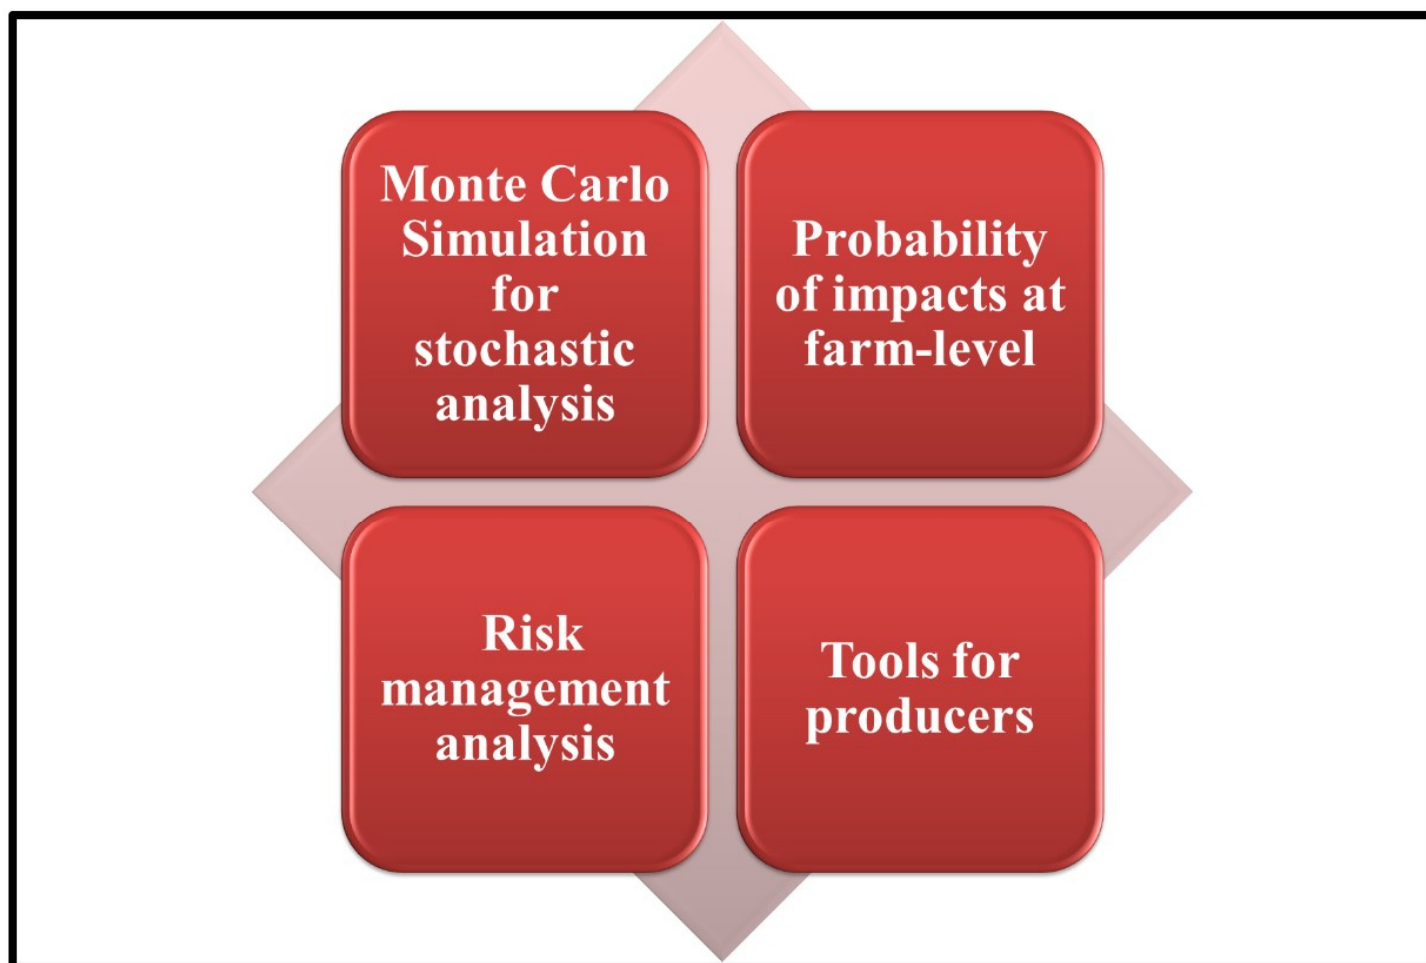 Monte Carlo
Simulation
for
stochastic
analysis
Probability
of impacts at
farm-level
Risk
management
analysis
Tools for
producers